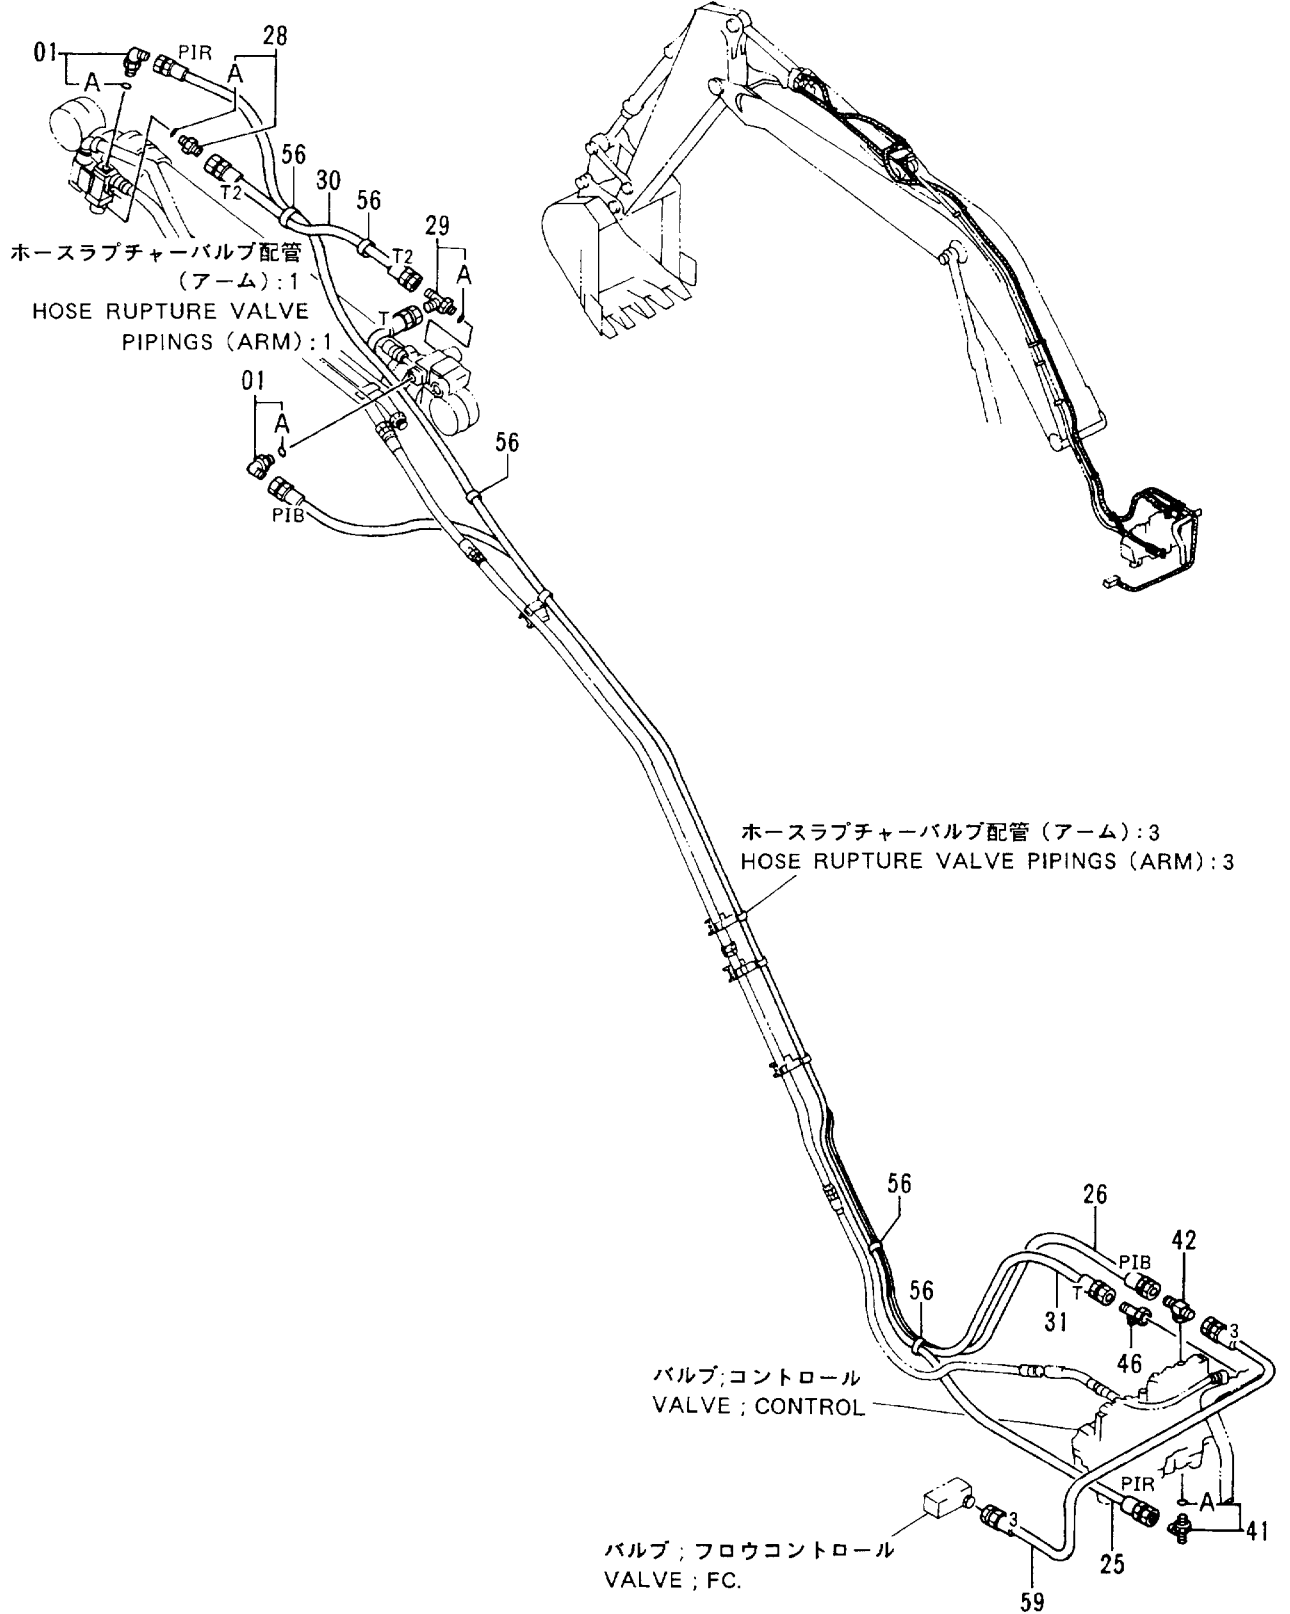 01
PIR
28
A
A
56
30
56
T2
29
T2
A
ホースラプチャーバルブ配管
(アーム):1
HOSE RUPTURE VALVE
PIPINGS (ARM):1
T
01
A
56
PIB
ホースラプチャーバルブ配管(アーム):3
HOSE RUPTURE VALVE PIPINGS (ARM):3
56
26
42
PIB
56
T
31
3
46
バルブ;コントロール
VALVE ; CONTROL
PIR
A
3
41
25
バルブ ; フロウコントロール
VALVE ; FC.
59